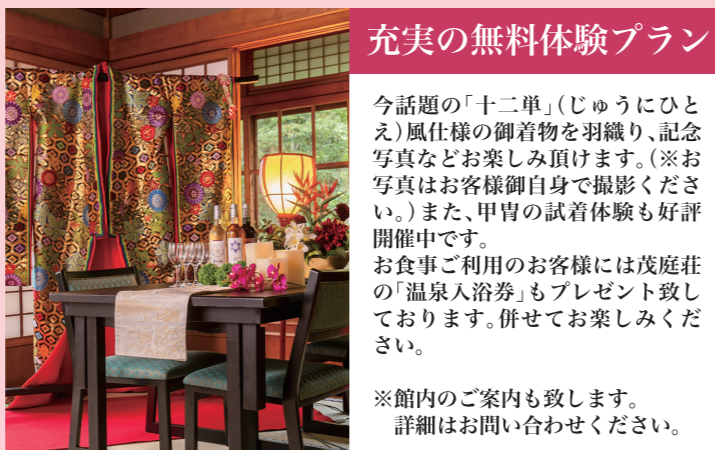 充実の無料体験プラン
今話題の「十二単」（じゅうにひと
え）風仕様の御着物を羽織り、記念
写真などお楽しみ頂けます。（※お
写真はお客様御自身で撮影くださ
い。）また、甲冑の試着体験も好評
開催中です。
お食事ご利用のお客様には茂庭荘
の「温泉入浴券」もプレゼント致し
ております。併せてお楽しみくだ
さい。
※館内のご案内も致します。
詳細はお問い合わせください。